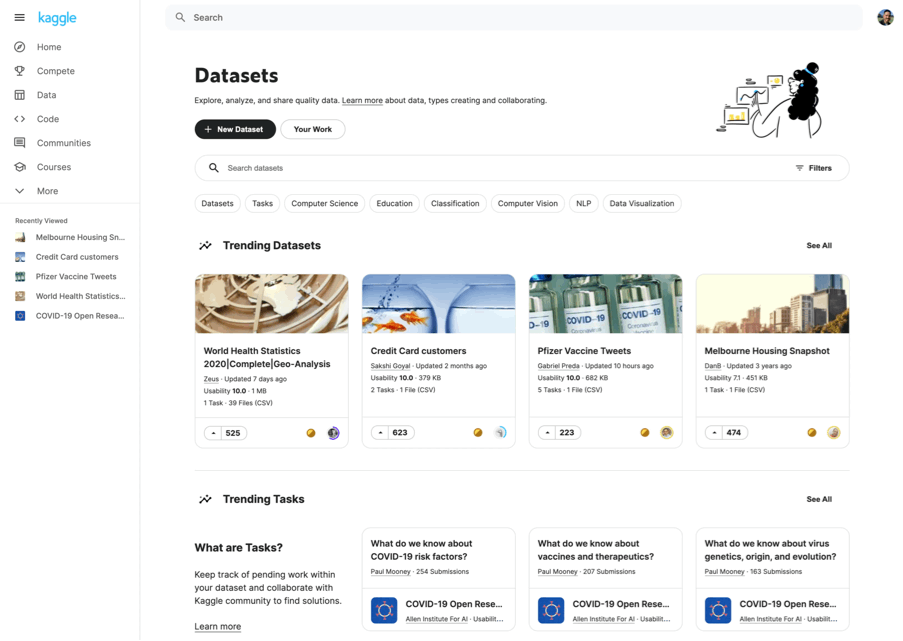 kaggle
Search
Home
Compete
Data
Code
Communities
Courses
More
Recently Viewed
Melbourne Housing Sn...
Credit Card customers
Pfizer Vaccine Tweets
World Health Statistics...
COVID-19 Open Resea...
Datasets
Explore, analyze, and share quality data. Learn more about data, types creating and collaborating.
+ New Dataset
Your Work
Search datasets
Filters
Datasets
Tasks
Computer Science
Education
Classification
Computer Vision
NLP
Data Visualization
Trending Datasets
See All
World Health Statistics
2020|Complete|Geo-Analysis
Zeus · Updated 7 days ago
Usability 10.0 · 1 MB
1 Task · 39 Files (CSV)
525
Credit Card customers
Sakshi Goyal · Updated 2 months ago
Usability 10.0 · 379 KB
2 Tasks · 1 File (CSV)
623
COVID-19
Pfizer Vaccine Tweets
Gabriel Preda · Updated 10 hours ago
Usability 10.0 · 682 KB
5 Tasks · 1 File (CSV)
223
Melbourne Housing Snapshot
DanB · Updated 3 years ago
Usability 7.1 · 451 KB
1 Task · 1 File (CSV)
474
Trending Tasks
See All
What are Tasks?
Keep track of pending work within
your dataset and collaborate with
Kaggle community to find solutions.
Learn more
What do we know about
COVID-19 risk factors?
Paul Mooney · 254 Submissions
COVID-19 Open Rese...
Allen Institute For AI · Usabilit...
What do we know about
vaccines and therapeutics?
Paul Mooney · 207 Submissions
COVID-19 Open Rese...
Allen Institute For AI · Usabilit...
What do we know about virus
genetics, origin, and evolution?
Paul Mooney · 163 Submissions
COVID-19 Open Rese...
Allen Institute For AI · Usabilit...